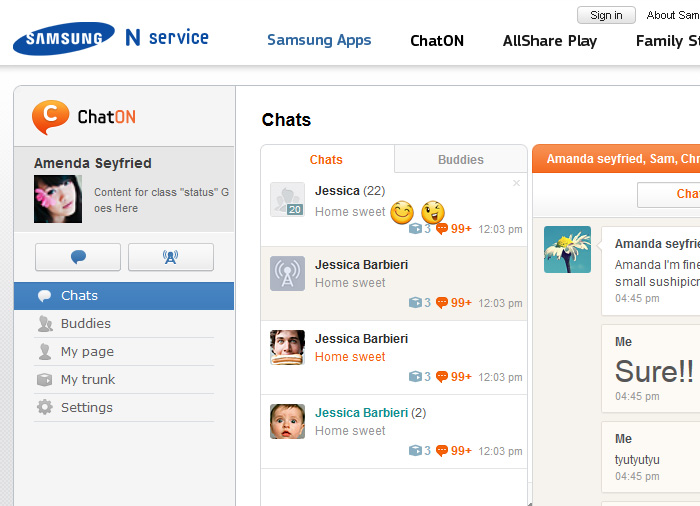 Sign in
About Sam
SAMSUNG N service
Samsung Apps
ChatON
AllShare Play
Family St
C ChatON
Amenda Seyfried
Content for class "status" G
oes Here
Chats
Buddies
My page
My trunk
Settings
Chats
Chats
Buddies
Jessica (22)
20
Home sweet
3 99+ 12:03 pm
Jessica Barbieri
Home sweet
3 99+ 12:03 pm
Jessica Barbieri
Home sweet
3 99+ 12:03 pm
Jessica Barbieri (2)
Home sweet
3 99+ 12:03 pm
Amanda seyfried, Sam, Chr
Cha
Amanda seyfrie
Amanda I'm fine
small sushipicn
04:45 pm
Me
Sure!!
04:45 pm
Me
tyutyutyu
04:45 pm